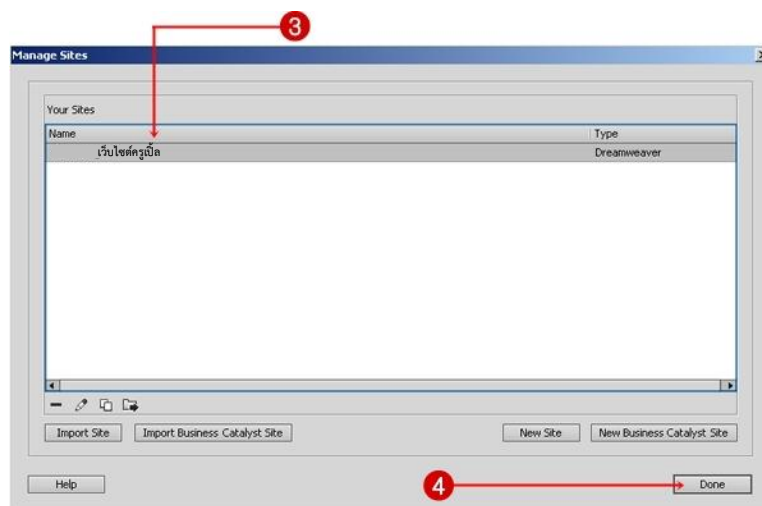 3
Manage Sites
Your Sites
Name Type
เว็บไซต์ครูเปิ้ล Dreamweaver
Import Site Import Business Catalyst Site New Site New Business Catalyst Site
Help 4 Done